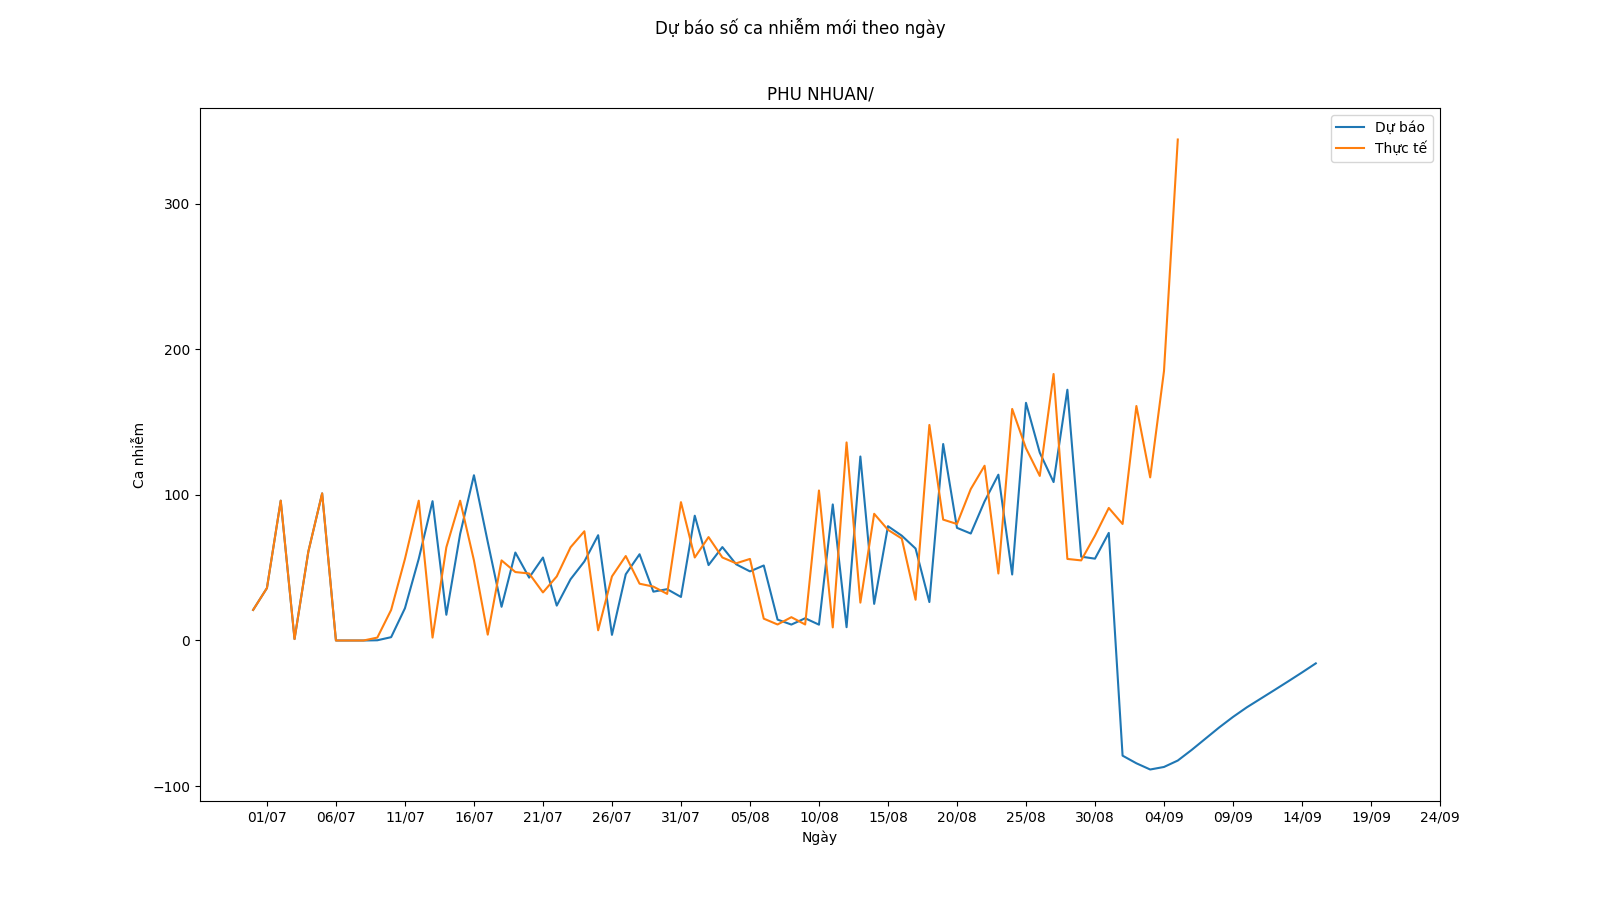 Dự báo số ca nhiễm mới theo ngày
PHU NHUAN/
Dự báo
Thực tế
300
200
100
0
−100
Ca nhiễm
01/07 06/07 11/07 16/07 21/07 26/07 31/07 05/08 10/08 15/08 20/08 25/08 30/08 04/09 09/09 14/09 19/09 24/09
Ngày